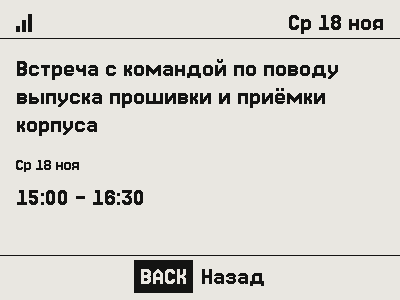 Ср 18 ноя
Встреча с командой по поводу
выпуска прошивки и приёмки
корпуса
Ср 18 ноя
15:00 – 16:30
BACK Назад